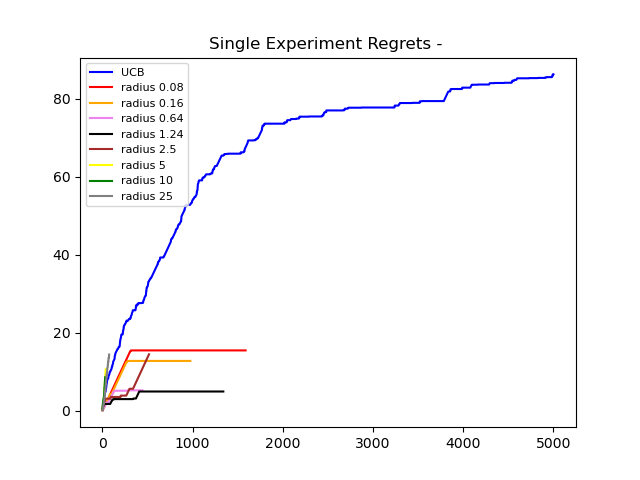 Single Experiment Regrets -
UCB
radius 0.08
radius 0.16
radius 0.64
radius 1.24
radius 2.5
radius 5
radius 10
radius 25
80
60
40
20
0
0 1000 2000 3000 4000 5000